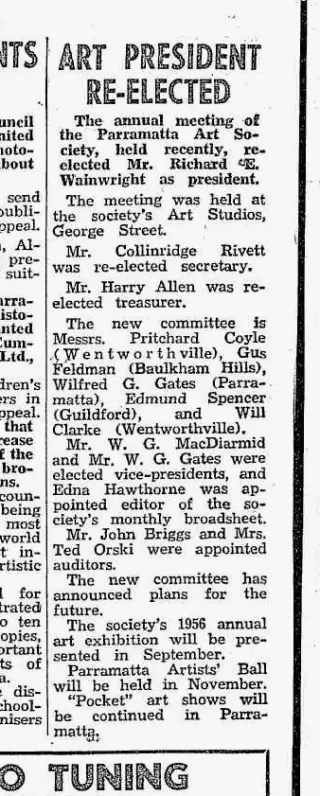 NTS
uncil
nited
noto-
bout
send
publi-
ppeal.
, Al-
pre-
suit-
arra-
isto-
nted
Cum-
Ltd.,
dren's
ers in
ppeal.
that
rease
f the
bro-
ns.
coun-
being
most
world
t in-
rtistic
l for
trated
o ten
opies,
ortant
ts of
a.
e dis-
chool-
nisers
ART PRESIDENT
RE-ELECTED
The annual meeting of
the Parramatta Art So-
ciety, held recently, re-
elected Mr. Richard E.
Wainwright as president.
The meeting was held at
the society's Art Studios,
George Street.
Mr. Collinridge Rivett
was re-elected secretary.
Mr. Harry Allen was re-
elected treasurer.
The new committee is
Messrs. Pritchard Coyle
(Wentworthville), Gus
Feldman (Baulkham Hills),
Wilfred G. Gates (Parra-
matta), Edmund Spencer
(Guildford), and Will
Clarke (Wentworthville).
Mr. W. G. MacDiarmid
and Mr. W. G. Gates were
elected vice-presidents, and
Edna Hawthorne was ap-
pointed editor of the so-
ciety's monthly broadsheet.
Mr. John Briggs and Mrs.
Ted Orski were appointed
auditors.
The new committee has
announced plans for the
future.
The society's 1956 annual
art exhibition will be pre-
sented in September.
Parramatta Artists' Ball
will be held in November.
"Pocket" art shows will
be continued in Parra-
matta.
O TUNING